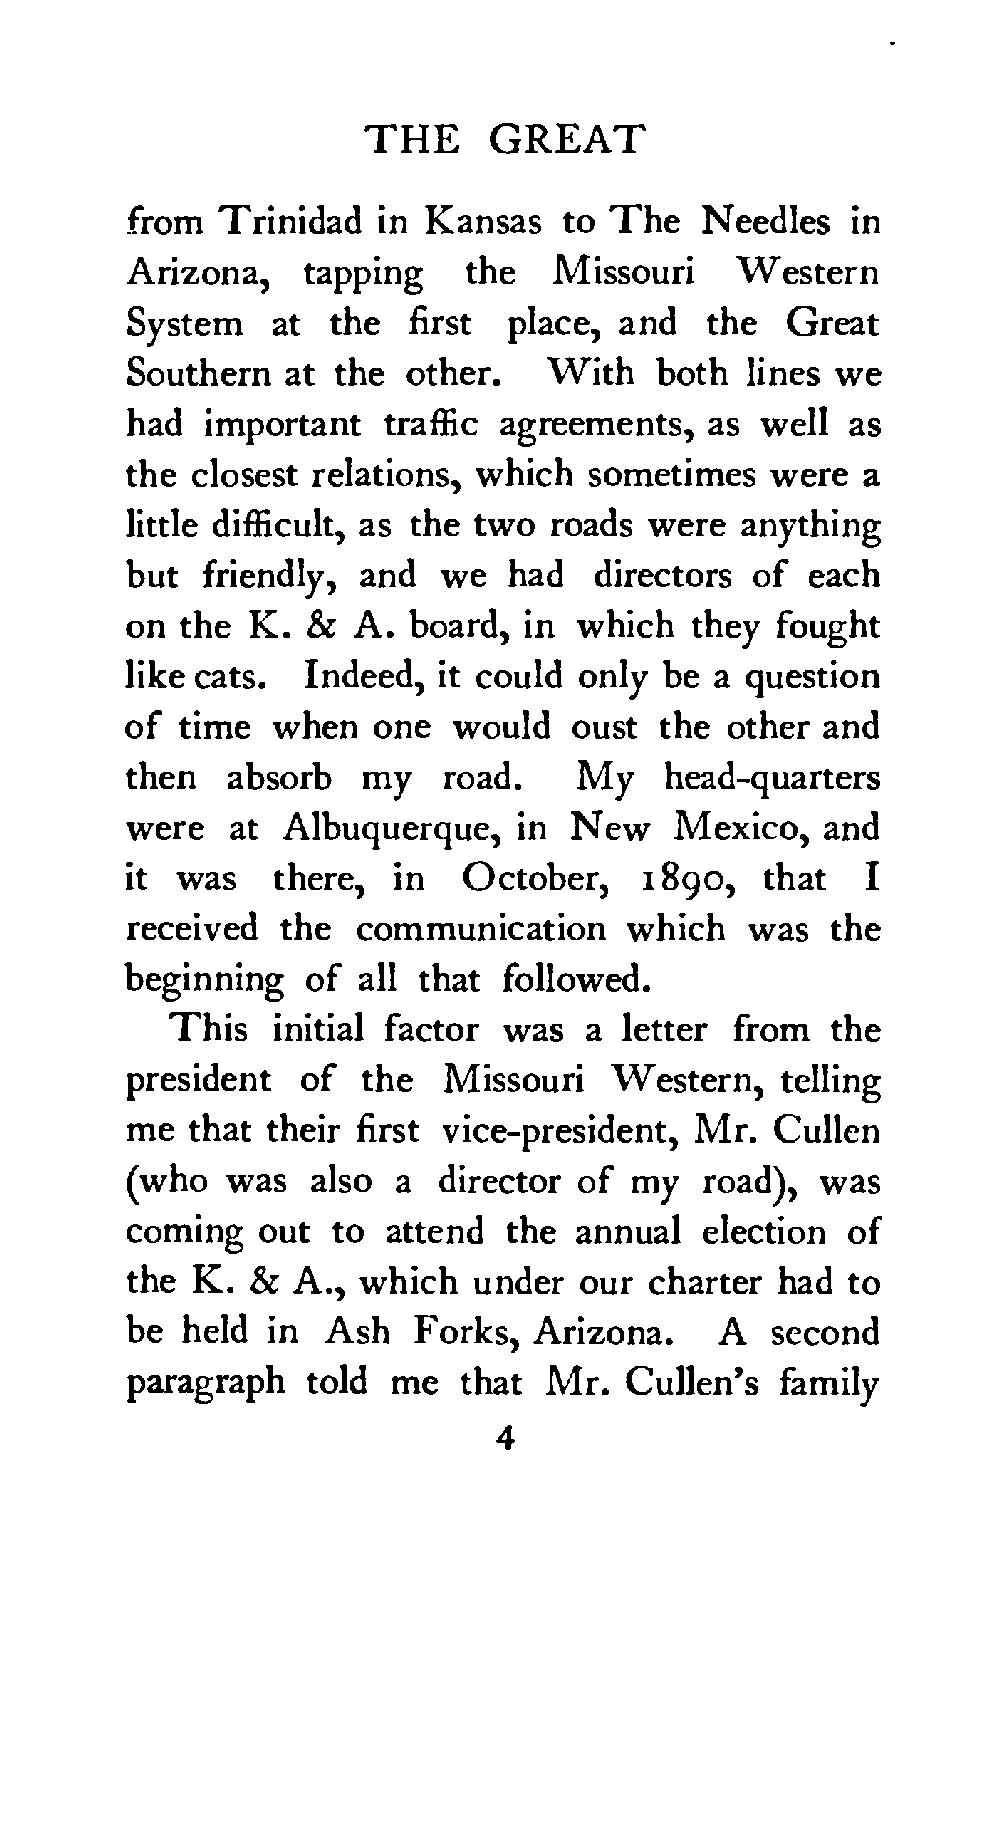 THE GREAT
from Trinidad in Kansas to The Needles in
Arizona, tapping the Missouri Western
System at the first place, and the Great
Southern at the other. With both lines we
had important traffic agreements, as well as
the closest relations, which sometimes were a
little difficult, as the two roads were anything
but friendly, and we had directors of each
on the K. & A. board, in which they fought
like cats. Indeed, it could only be a question
of time when one would oust the other and
then absorb my road. My head-quarters
were at Albuquerque, in New Mexico, and
it was there, in October, 1890, that I
received the communication which was the
beginning of all that followed.
This initial factor was a letter from the
president of the Missouri Western, telling
me that their first vice-president, Mr. Cullen
(who was also a director of my road), was
coming out to attend the annual election of
the K. & A., which under our charter had to
be held in Ash Forks, Arizona. A second
paragraph told me that Mr. Cullen's family
4